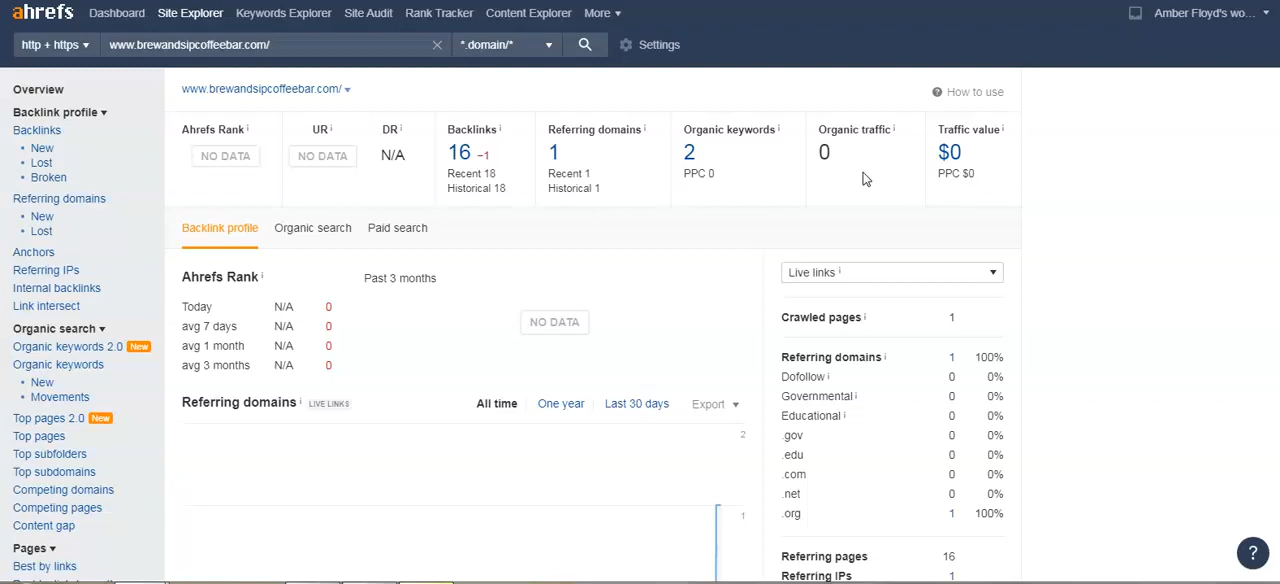 ahrefs Dashboard Site Explorer Keywords Explorer Site Audit Rank Tracker Content Explorer More Amber Floyd's wo...
http + https www.brewandsipcoffeebar.com/ *.domain/* Settings
Overview
Backlink profile
Backlinks
• New
• Lost
• Broken
Referring domains
• New
• Lost
Anchors
Referring IPs
Internal backlinks
Link intersect
Organic search
Organic keywords 2.0 New
Organic keywords
• New
• Movements
Top pages 2.0 New
Top pages
Top subfolders
Top subdomains
Competing domains
Competing pages
Content gap
Pages
Best by links
www.brewandsipcoffeebar.com/
? How to use
Ahrefs Rank i UR i DR i Backlinks i Referring domains i Organic keywords i Organic traffic i Traffic value i
NO DATA NO DATA N/A 16 -1 1 2 0 $0
Recent 18 Recent 1 PPC 0 PPC $0
Historical 18 Historical 1
Backlink profile Organic search Paid search
Ahrefs Rank i Past 3 months
Today N/A 0
avg 7 days N/A 0
avg 1 month N/A 0
avg 3 months N/A 0
NO DATA
Referring domains i LIVE LINKS All time One year Last 30 days Export
2
1
Live links i
Crawled pages i 1
Referring domains i 1 100%
Dofollow i 0 0%
Governmental i 0 0%
Educational i 0 0%
.gov 0 0%
.edu 0 0%
.com 0 0%
.net 0 0%
.org 1 100%
Referring pages 16
Referring IPs 1
?